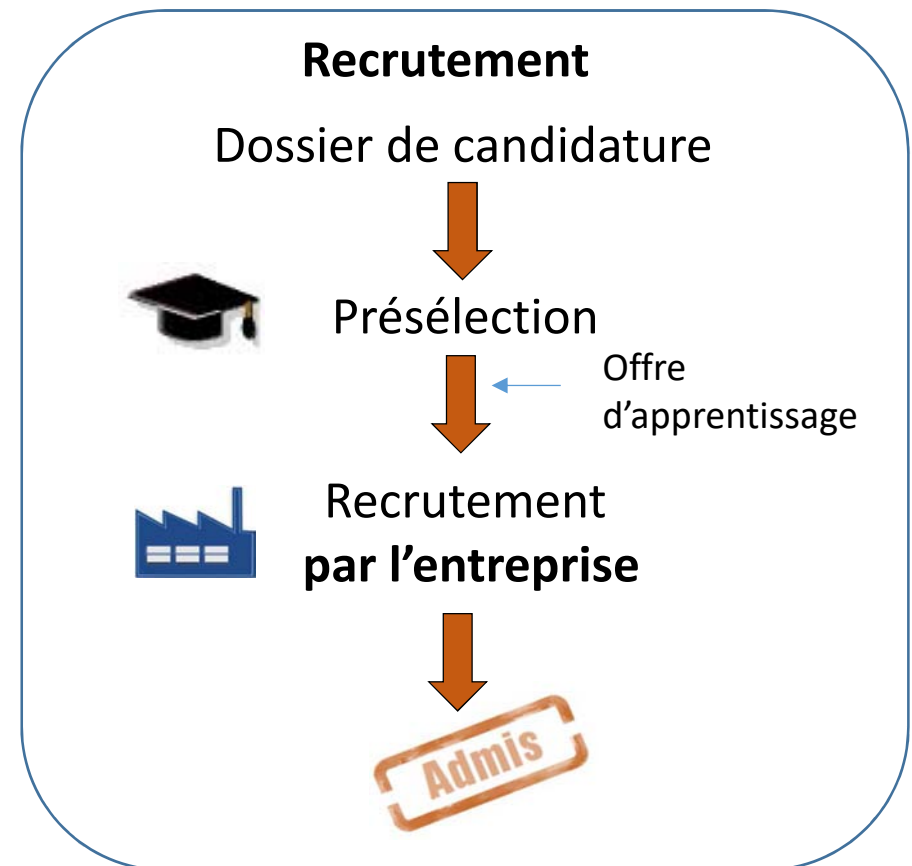 Recrutement
Dossier de candidature
Présélection
Offre
d’apprentissage
Recrutement
par l’entreprise
Admis